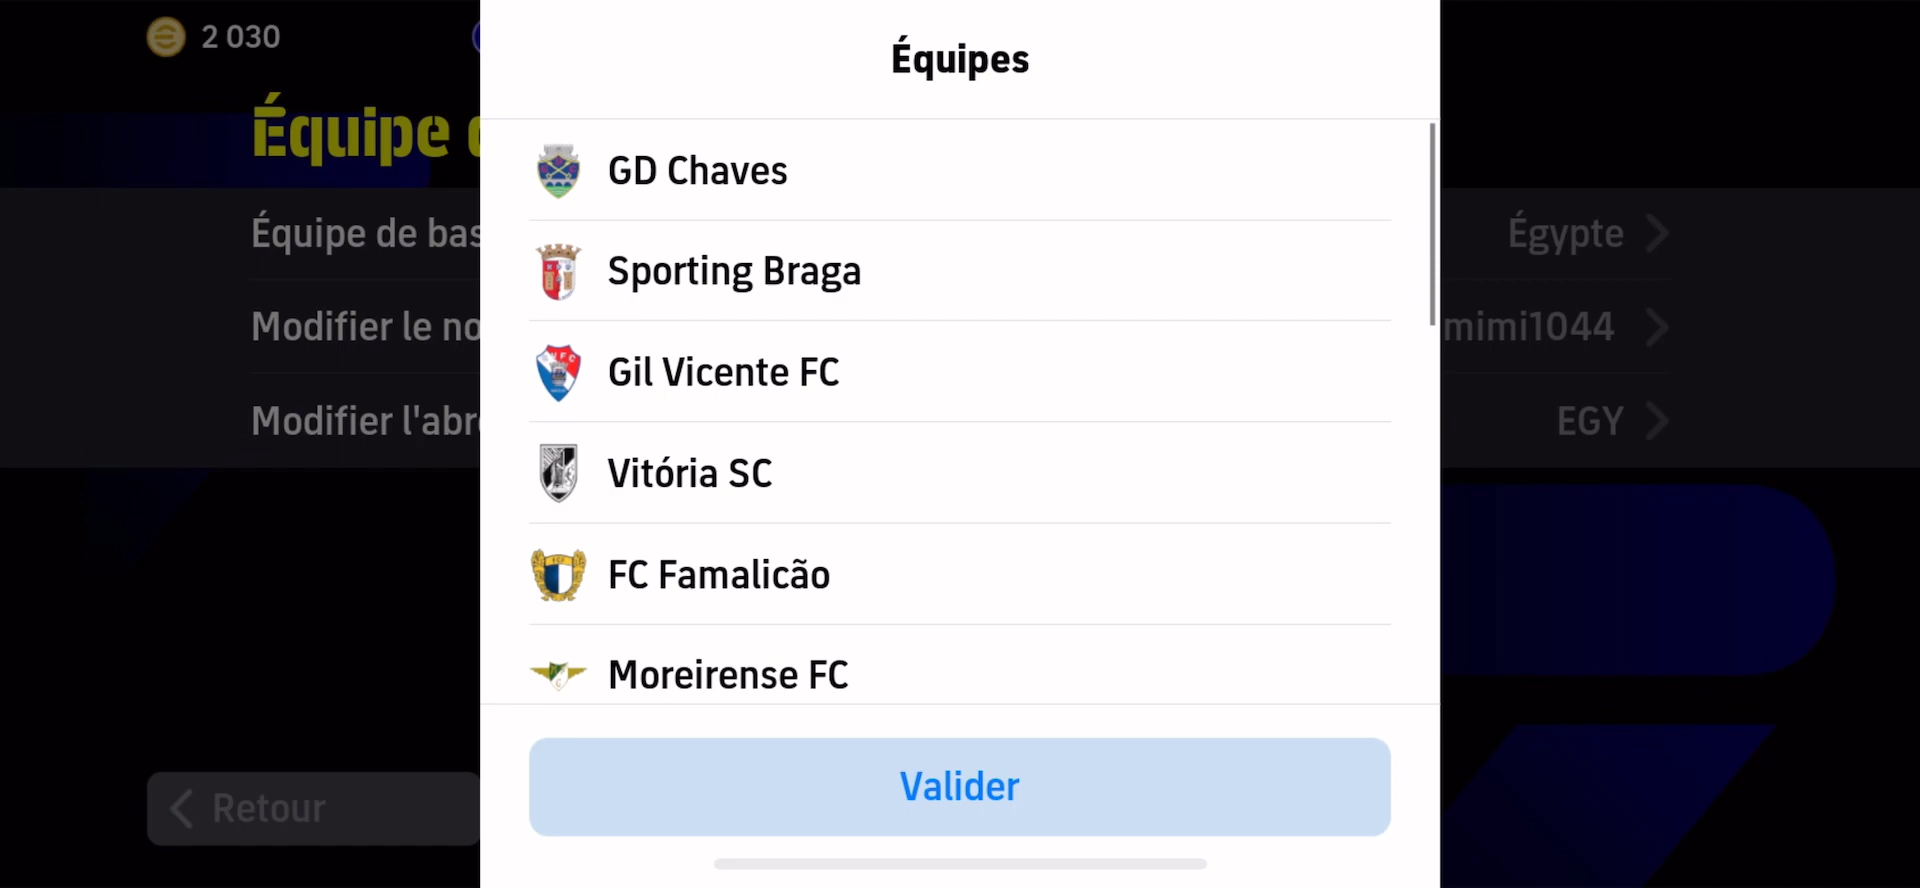 2 030
Équipes
Équipe
GD Chaves
Équipe de bas
Sporting Braga
Égypte
Modifier le no
Gil Vicente FC
mimi1044
Modifier l'abr
Vitória SC
EGY
FC Famalicão
Moreirense FC
Valider
Retour